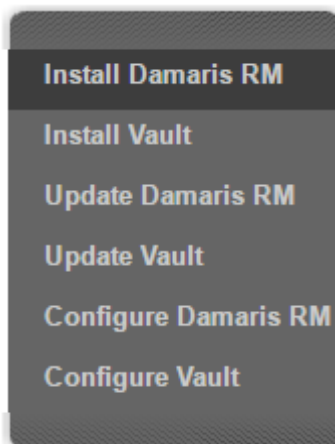 Install Damaris RM
Install Vault
Update Damaris RM
Update Vault
Configure Damaris RM
Configure Vault